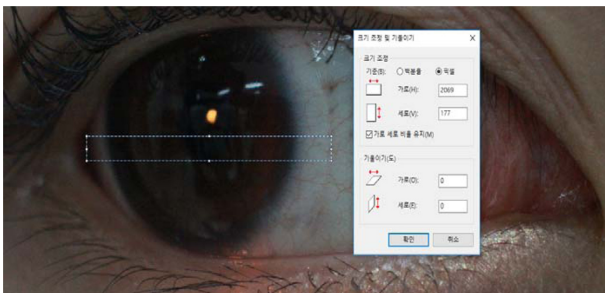 크기 조정 및 기울이기
크기 조정
기준(B): 백분율 픽셀
가로(H): 2069
세로(V): 177
가로 세로 비율 유지(M)
기울이기(도)
가로(O): 0
세로(E): 0
확인 취소